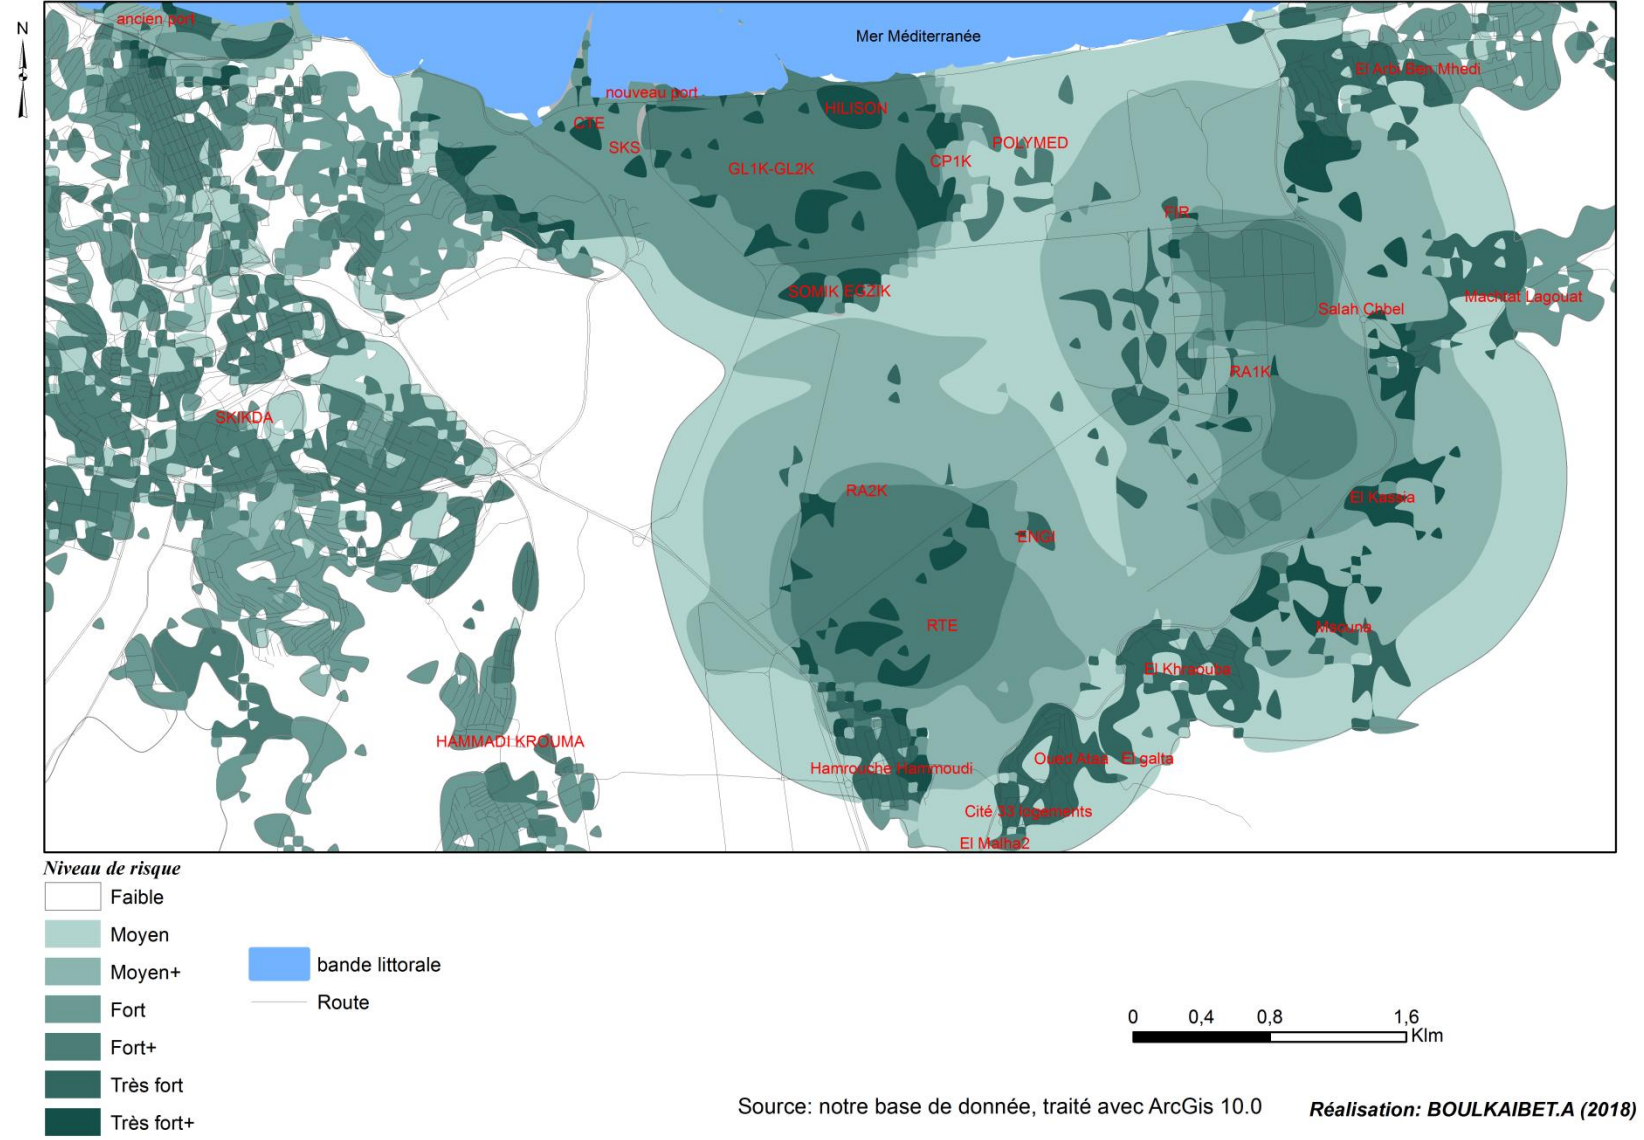 ancien port
N
Mer Méditerranée
El Arbi Ben Mhedi
nouveau port
HILISON
CTE
SKS
POLYMED
GL1K-GL2K
CP1K
FIR
SOMIK EGZIK
Machtat Lagouat
Salah Chbel
RA1K
SKIKDA
RA2K
El Kassia
ENGI
RTE
Maouna
El Khraouba
HAMMADI KROUMA
Oued Ataa
El galta
Hamrouche Hammoudi
Cité 33 logements
El Malha2
Niveau de risque
Faible
Moyen
Moyen+
Fort
Fort+
Très fort
Très fort+
bande littorale
Route
0 0,4 0,8 1,6
Klm
Source: notre base de donnée, traité avec ArcGis 10.0
Réalisation: BOULKAIBET.A (2018)